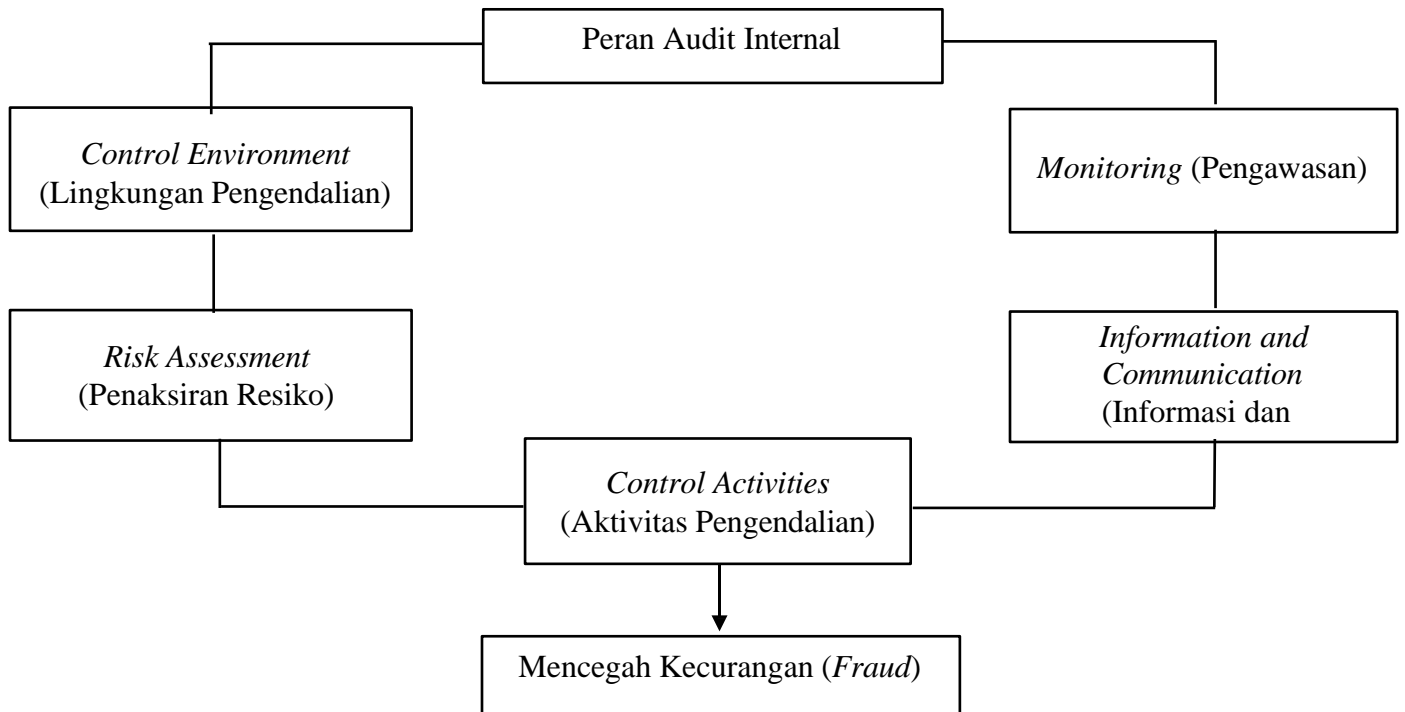 Peran Audit Internal
Control Environment
(Lingkungan Pengendalian)
Monitoring (Pengawasan)
Risk Assessment
(Penaksiran Resiko)
Information and
Communication
(Informasi dan
Control Activities
(Aktivitas Pengendalian)
Mencegah Kecurangan (Fraud)